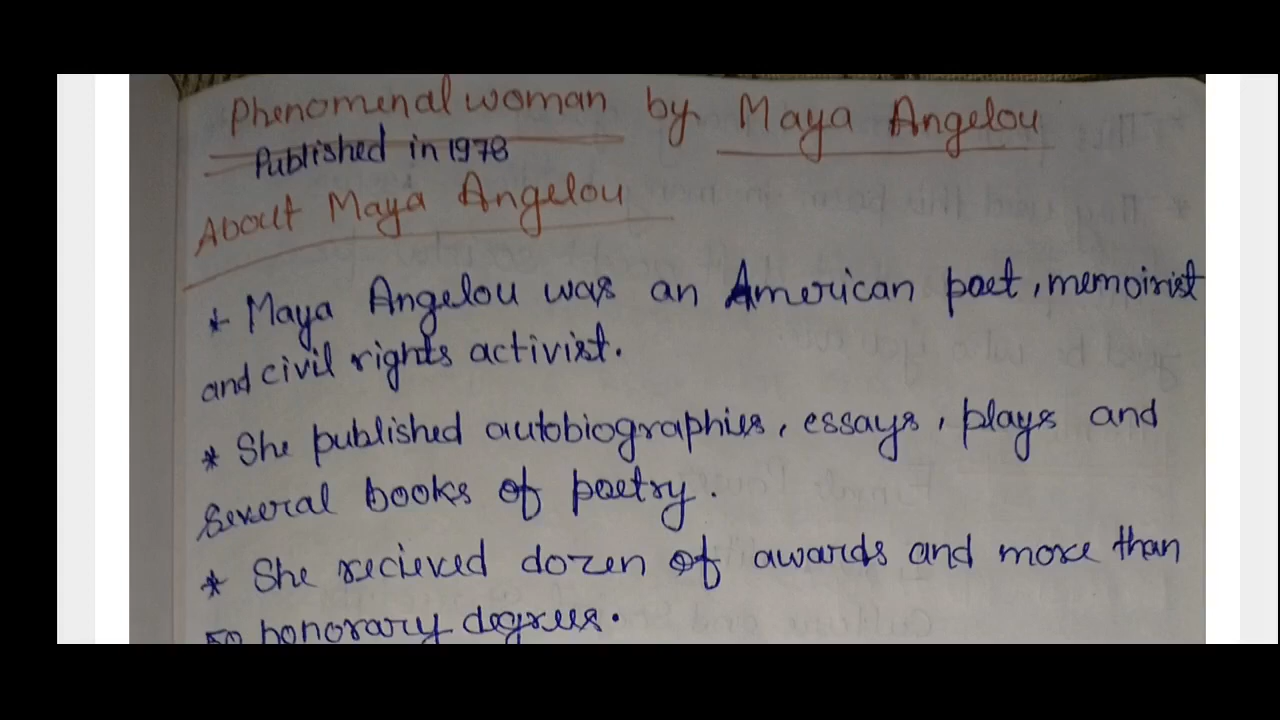 Phenomenal woman by Maya Angelou
Published in 1978
About Maya Angelou
* Maya Angelou was an American poet, memoirist
and civil rights activist.
* She published autobiographies, essays, plays and
several books of poetry.
* She recieved dozen of awards and more than
50 honorary degrees.